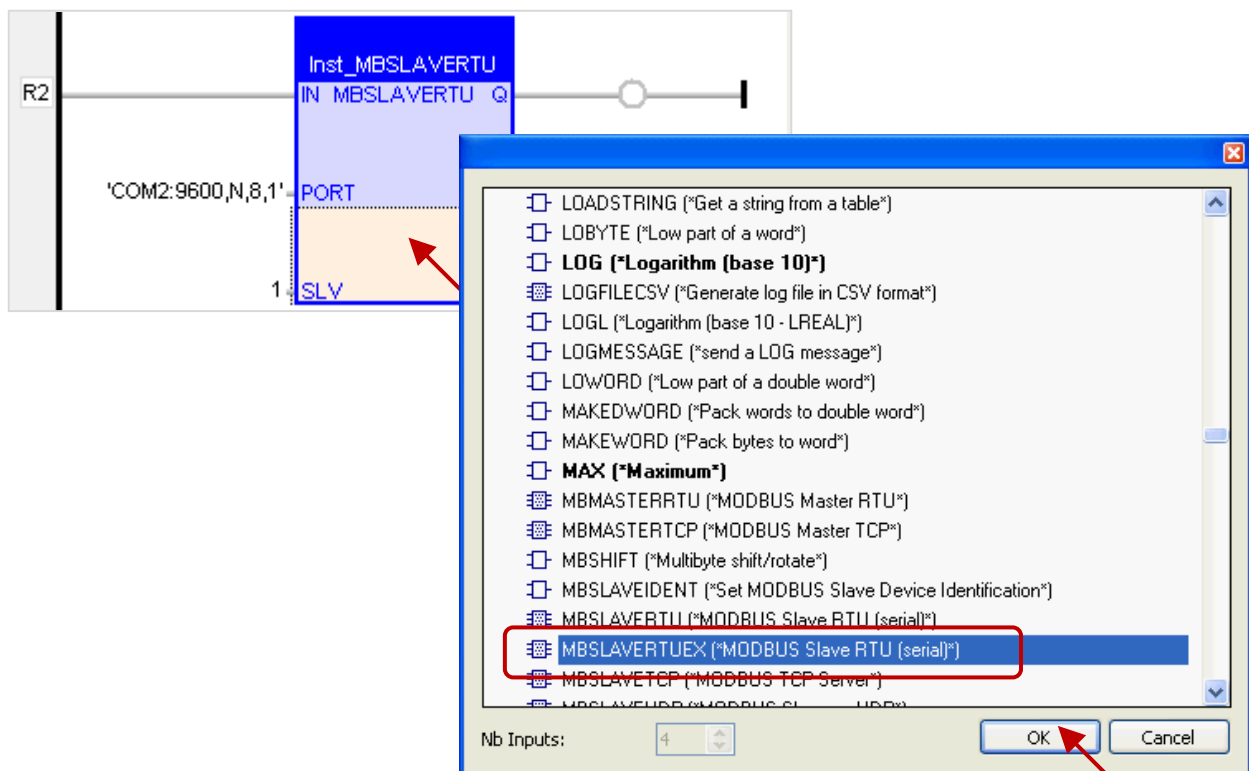 Inst_MBSLAVERTU
R2
IN MBSLAVERTU Q
'COM2:9600,N,8,1' PORT
1 SLV
LOADSTRING (*Get a string from a table*)
LOBYTE (*Low part of a word*)
LOG (*Logarithm (base 10)*)
LOGFILECSV (*Generate log file in CSV format*)
LOGL (*Logarithm (base 10 - LREAL)*)
LOGMESSAGE (*send a LOG message*)
LOWORD (*Low part of a double word*)
MAKEDWORD (*Pack words to double word*)
MAKEWORD (*Pack bytes to word*)
MAX (*Maximum*)
MBMASTERRTU (*MODBUS Master RTU*)
MBMASTERTCP (*MODBUS Master TCP*)
MBSHIFT (*Multibyte shift/rotate*)
MBSLAVEIDENT (*Set MODBUS Slave Device Identification*)
MBSLAVERTU (*MODBUS Slave RTU (serial)*)
MBSLAVERTUEX (*MODBUS Slave RTU (serial)*)
MBSLAVETCP (*MODBUS TCP Server*)
Nb Inputs: 4 OK Cancel